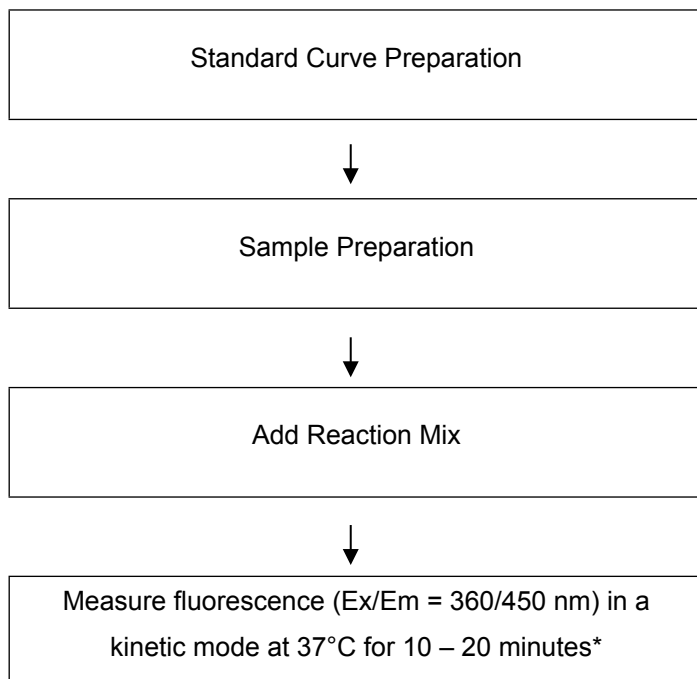 Standard Curve Preparation
Sample Preparation
Add Reaction Mix
Measure fluorescence (Ex/Em = 360/450 nm) in a
kinetic mode at 37°C for 10 – 20 minutes*